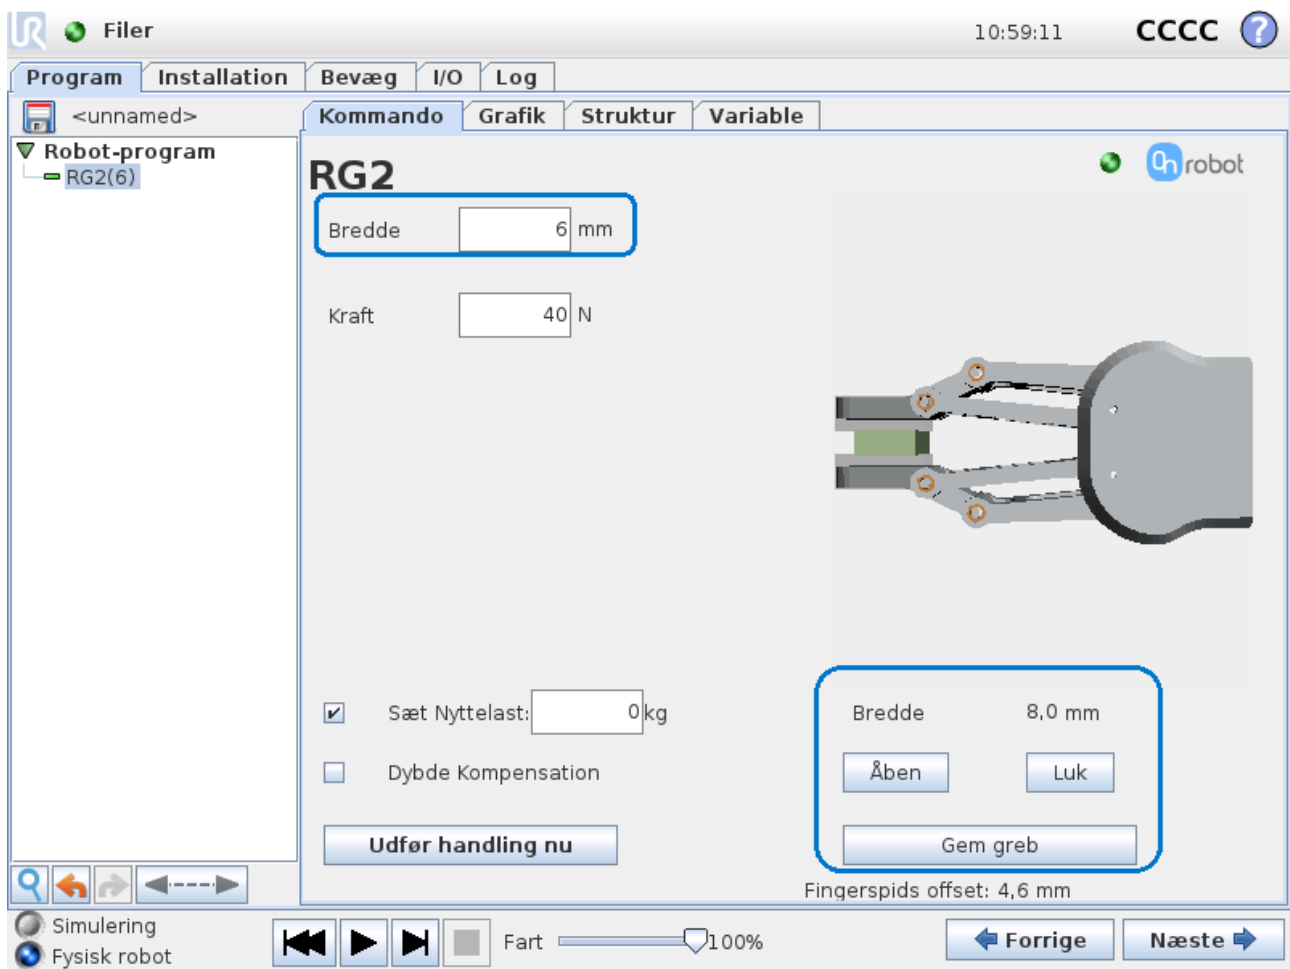 Filer
10:59:11
CCCC
?
Program
Installation
Bevæg
I/O
Log
<unnamed>
Kommando
Grafik
Struktur
Variable
Robot-program
RG2(6)
RG2
On robot
Bredde 6 mm
Kraft 40 N
Sæt Nyttelast: 0 kg
Dybde Kompensation
Udfør handling nu
Bredde 8,0 mm
Åben
Luk
Gem greb
Fingerspids offset: 4,6 mm
Simulering
Fysisk robot
Fart 100%
Forrige
Næste